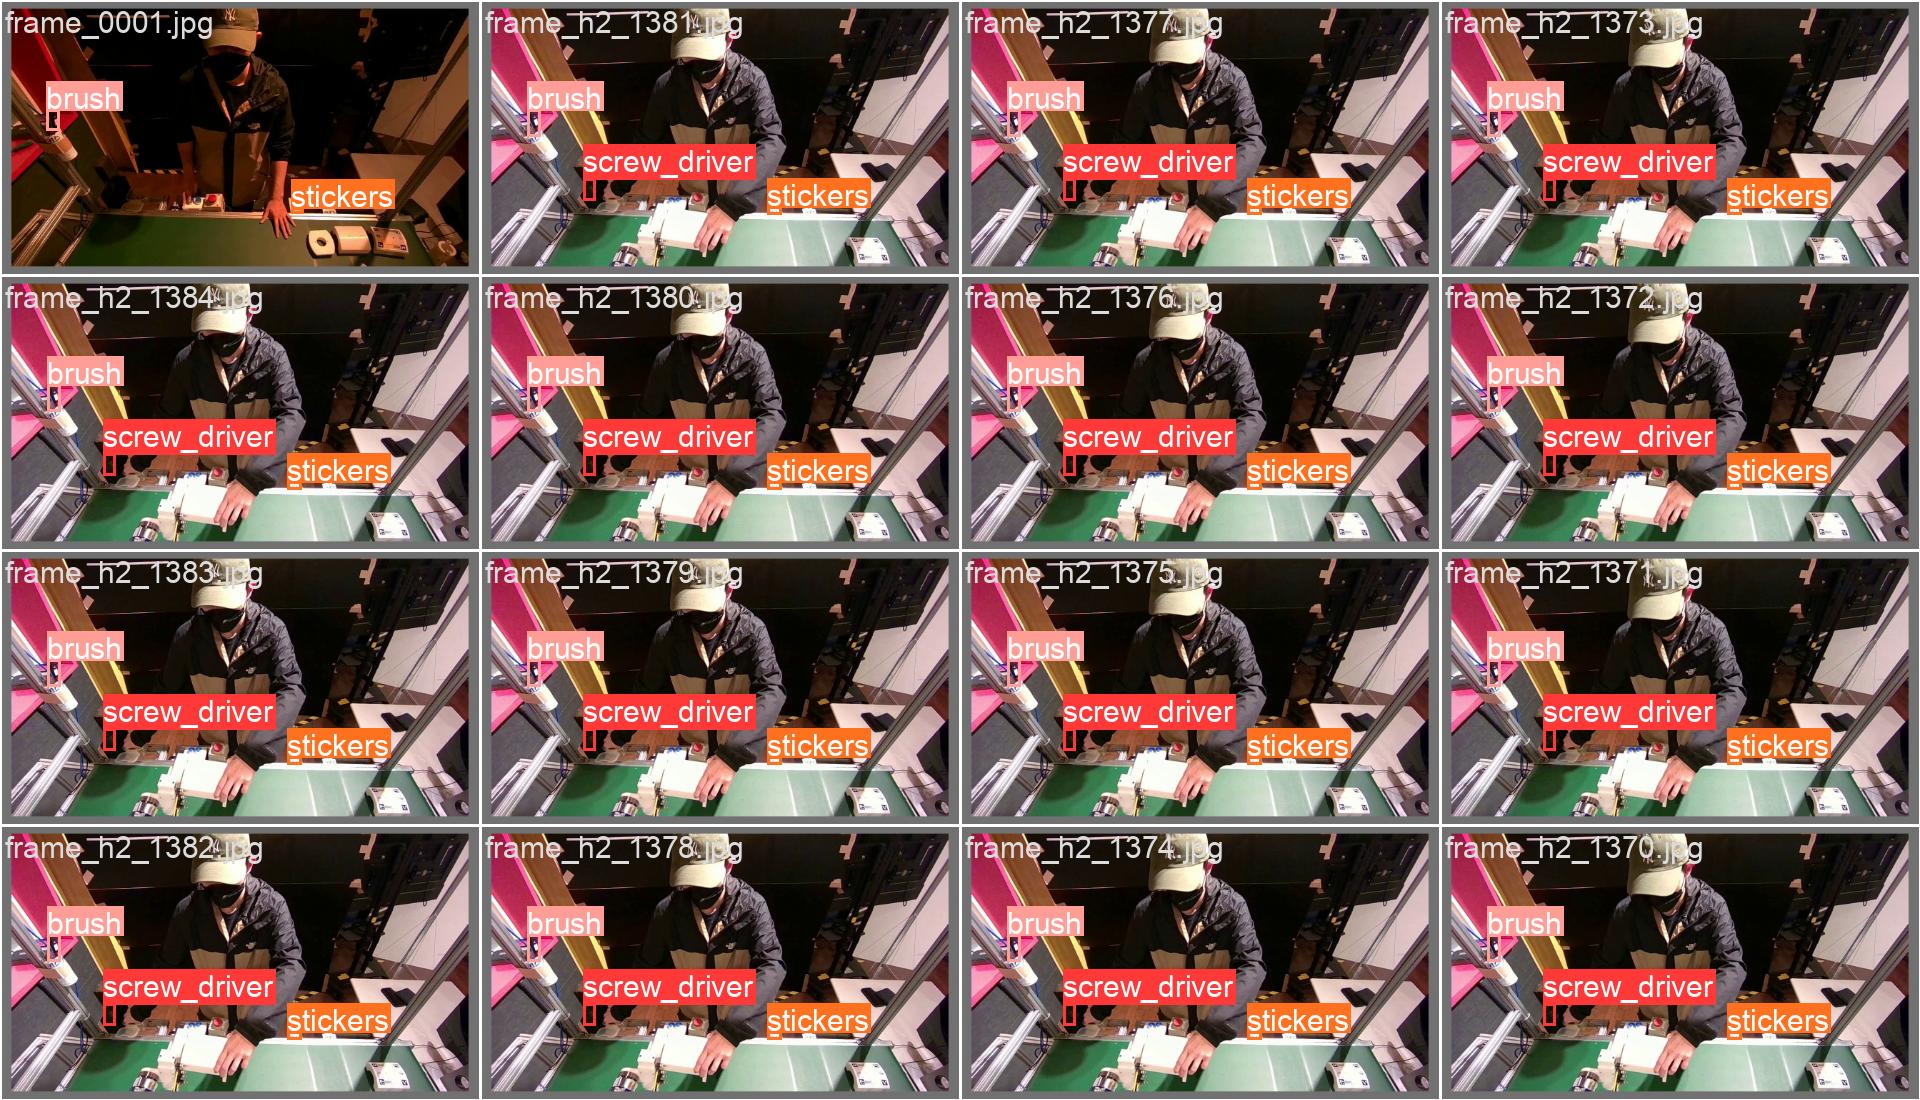 frame_0001.jpg
brush
stickers
frame_h2_1381.jpg
brush
screw_driver
stickers
frame_h2_1377.jpg
brush
screw_driver
stickers
frame_h2_1373.jpg
brush
screw_driver
stickers
frame_h2_1384.jpg
brush
screw_driver
stickers
frame_h2_1380.jpg
brush
screw_driver
stickers
frame_h2_1376.jpg
brush
screw_driver
stickers
frame_h2_1372.jpg
brush
screw_driver
stickers
frame_h2_1383.jpg
brush
screw_driver
stickers
frame_h2_1379.jpg
brush
screw_driver
stickers
frame_h2_1375.jpg
brush
screw_driver
stickers
frame_h2_1371.jpg
brush
screw_driver
stickers
frame_h2_1382.jpg
brush
screw_driver
stickers
frame_h2_1378.jpg
brush
screw_driver
stickers
frame_h2_1374.jpg
brush
screw_driver
stickers
frame_h2_1370.jpg
brush
screw_driver
stickers